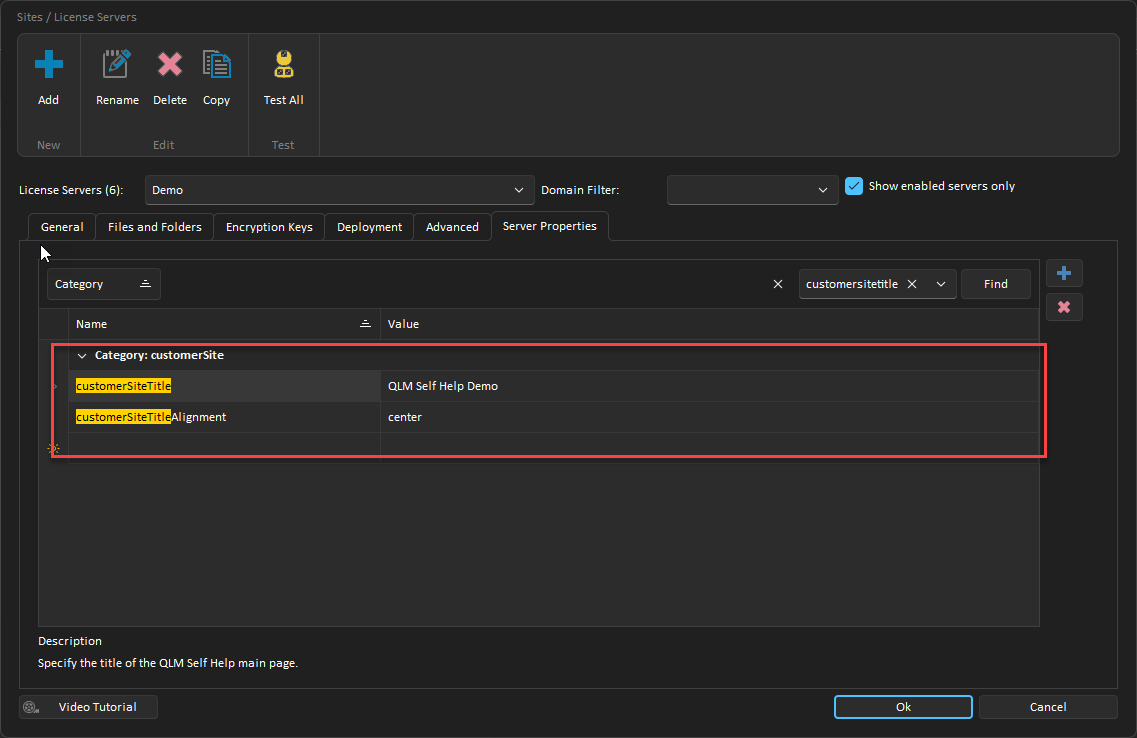 Sites / License Servers
Add
Rename
Delete
Copy
Test All
New
Edit
Test
License Servers (6):
Demo
Domain Filter:
Show enabled servers only
General
Files and Folders
Encryption Keys
Deployment
Advanced
Server Properties
Category
customersitetitle
Find
Name
Value
Category: customerSite
customerSiteTitle
QLM Self Help Demo
customerSiteTitleAlignment
center
Description
Specify the title of the QLM Self Help main page.
Video Tutorial
Ok
Cancel